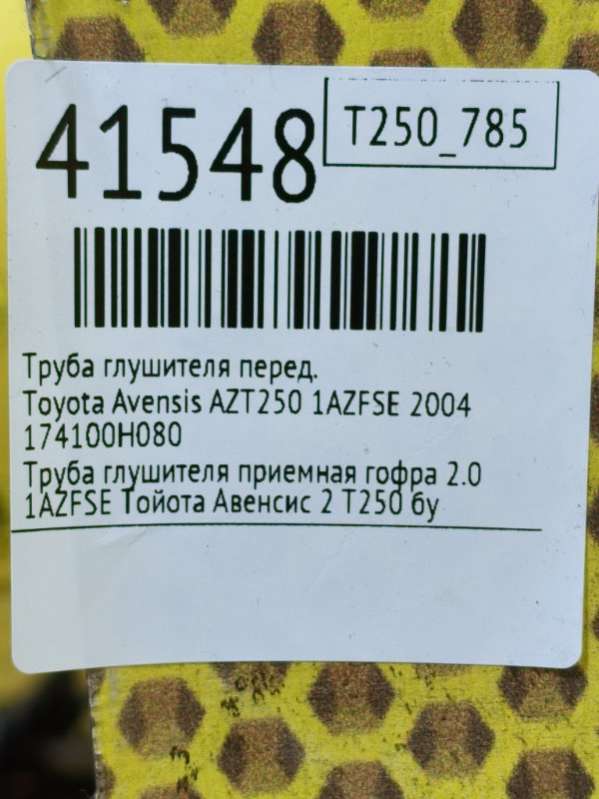 41548
T250_785
Труба глушителя перед.
Toyota Avensis AZT250 1AZFSE 2004
174100H080
Труба глушителя приемная гофра 2.0
1AZFSE Тойота Авенсис 2 Т250 бу